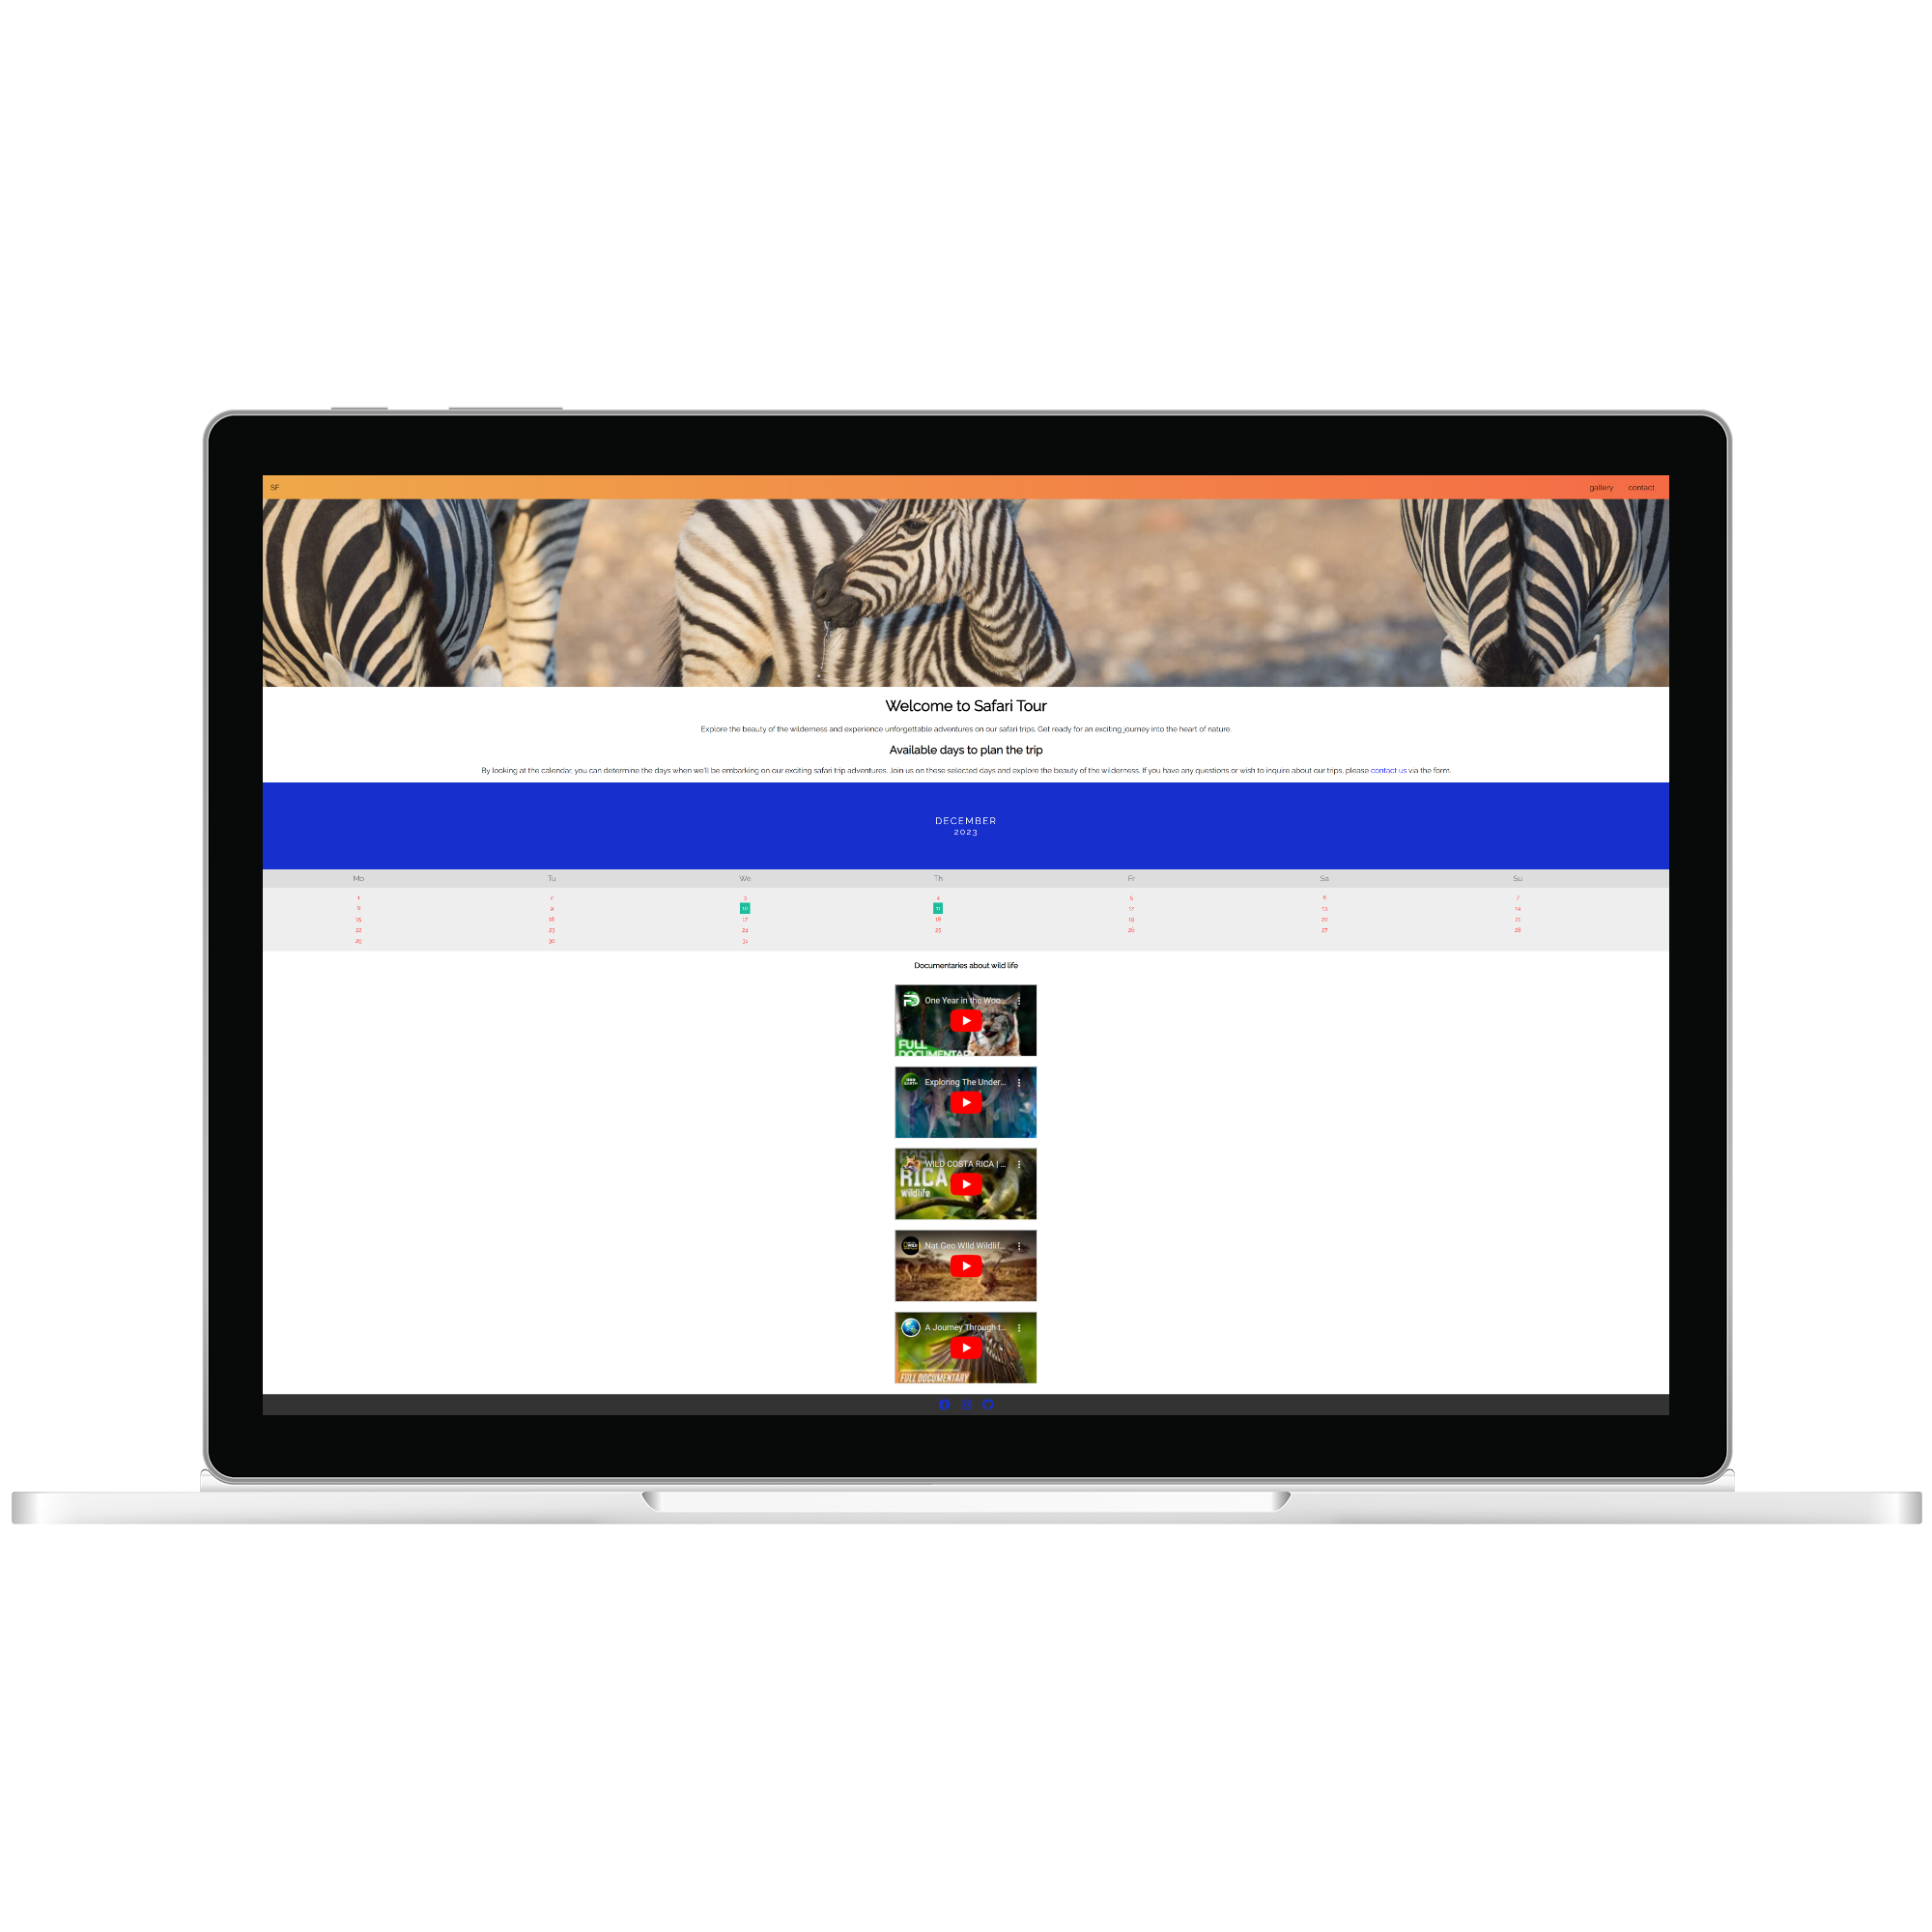 SF
gallery contact
Welcome to Safari Tour
Explore the beauty of the wilderness and experience unforgettable adventures on our safari trips. Get ready for an exciting journey into the heart of nature.
Available days to plan the trip
By looking at the calendar, you can determine the days when we'll be embarking on our exciting safari trip adventures. Join us on these selected days and explore the beauty of the wilderness. If you have any questions or wish to inquire about our trips, please contact us via the form.
DECEMBER
2023
Mo Tu We Th Fr Sa Su
1 2 3 4 5 6 7
8 9 10 11 12 13 14
15 16 17 18 19 20 21
22 23 24 25 26 27 28
29 30 31
Documentaries about wild life
One Year in the Woo...
FULL
DOCUMENTARY
Exploring The Under...
WILD COSTA RICA | ...
COSTA
RICA
wildlife
Nat Geo Wild Wildlif...
A Journey Through t...
FULL DOCUMENTARY